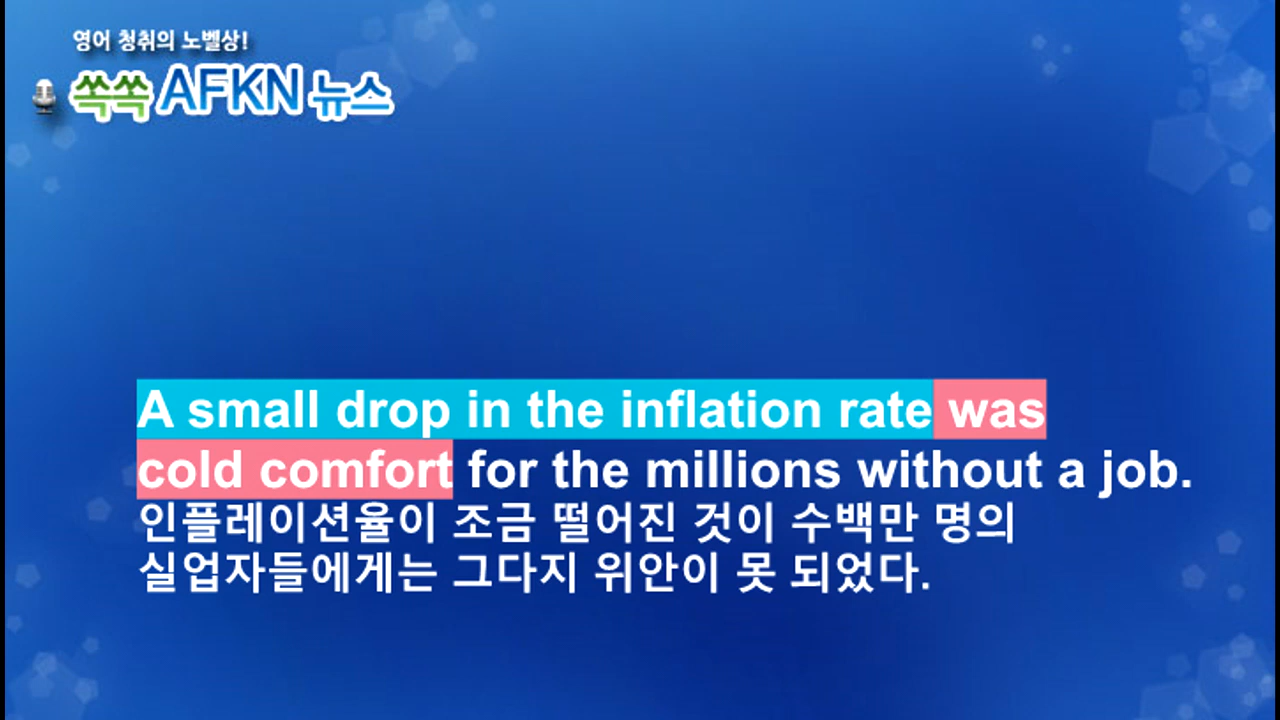 영어 청취의 노벨상!
쏙쏙 AFKN 뉴스
A small drop in the inflation rate was
cold comfort for the millions without a job.
인플레이션율이 조금 떨어진 것이 수백만 명의
실업자들에게는 그다지 위안이 못 되었다.